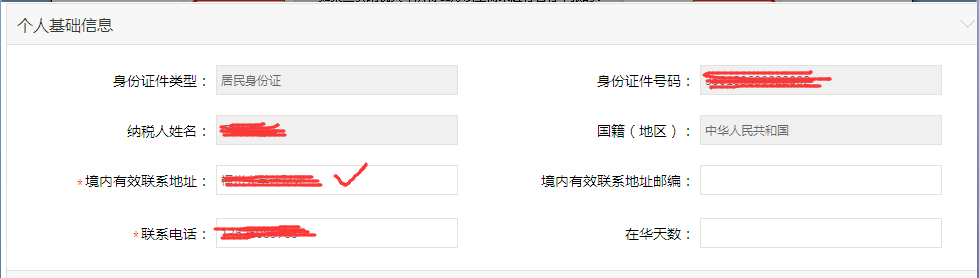 个人基础信息
身份证件类型： 居民身份证 身份证件号码：
纳税人姓名： 国籍（地区）： 中华人民共和国
*境内有效联系地址： 境内有效联系地址邮编：
*联系电话： 在华天数：